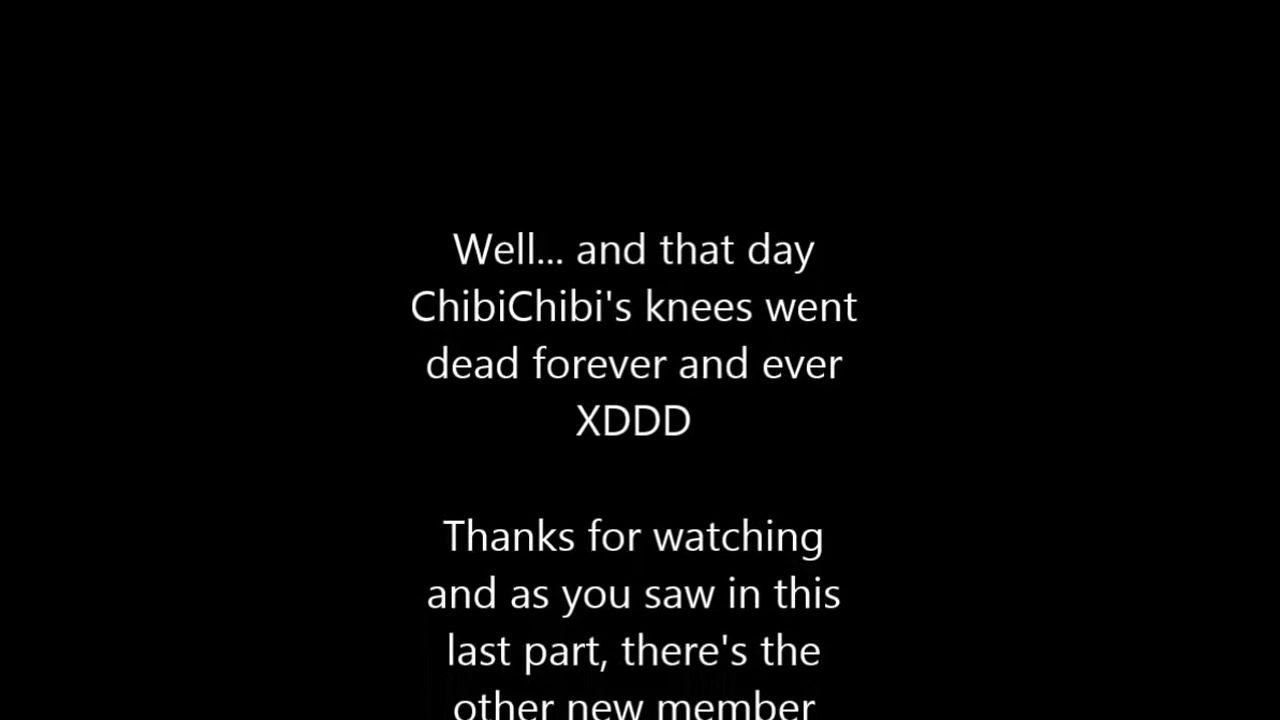 Well... and that day
ChibiChibi's knees went
dead forever and ever
XDDD
Thanks for watching
and as you saw in this
last part, there's the
other new member